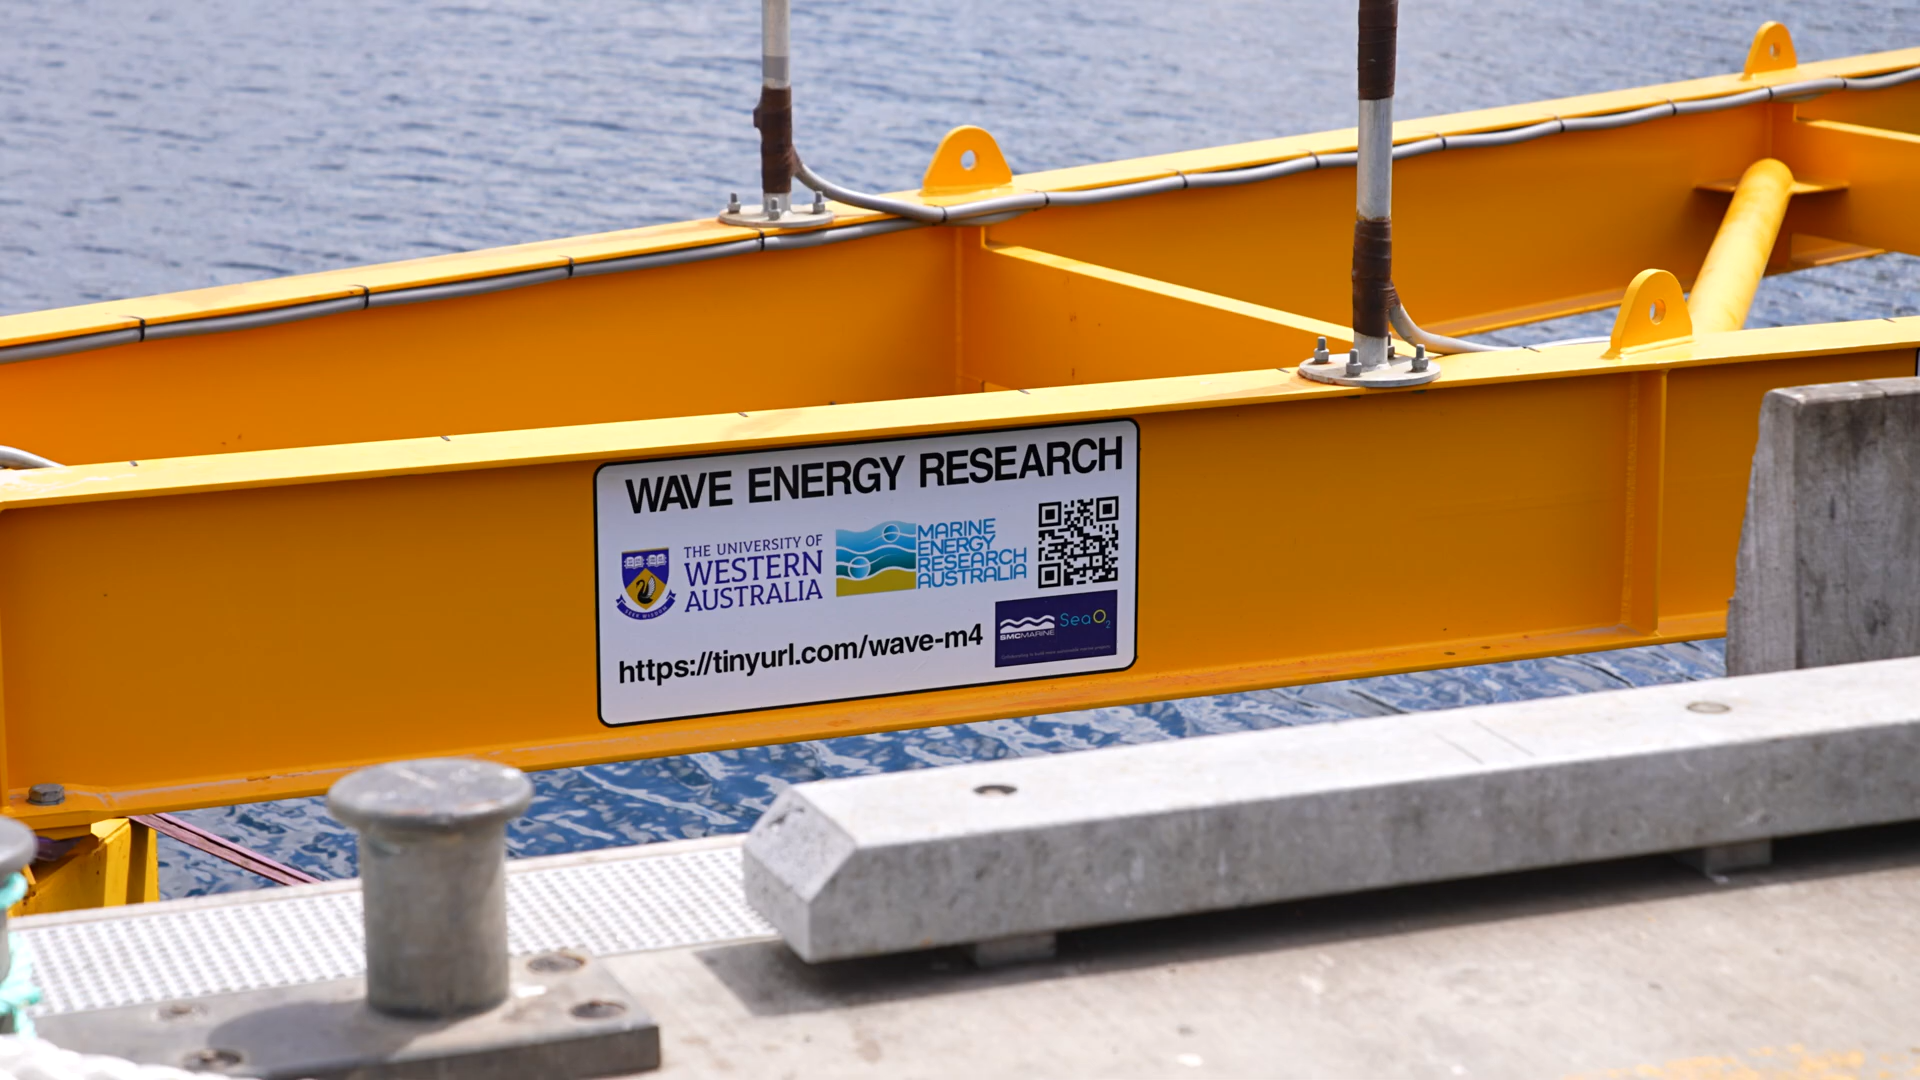 WAVE ENERGY RESEARCH
THE UNIVERSITY OF
WESTERN
AUSTRALIA
MARINE
ENERGY
RESEARCH
AUSTRALIA
https://tinyurl.com/wave-m4
SMCMARINE
SeaO2